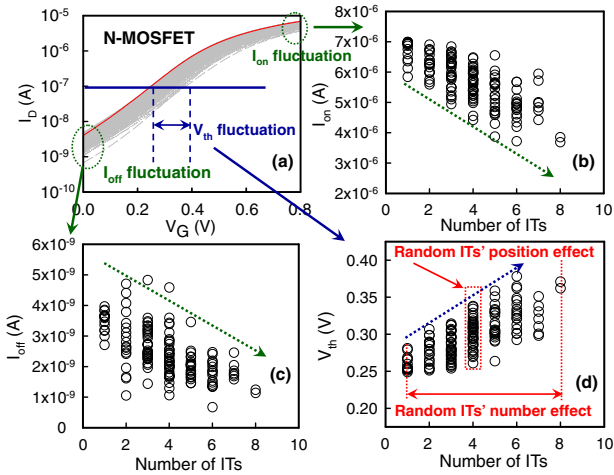 N-MOSFET
I_on fluctuation
V_th fluctuation
I_off fluctuation
(a)
I_D (A)
10^-5
10^-6
10^-7
10^-8
10^-9
10^-10
0.0 0.2 0.4 0.6 0.8
V_G (V)
I_on (A)
8x10^-6
7x10^-6
6x10^-6
5x10^-6
4x10^-6
3x10^-6
2x10^-6
(b)
0 2 4 6 8 10
Number of ITs
I_off (A)
6x10^-9
5x10^-9
4x10^-9
3x10^-9
2x10^-9
1x10^-9
0
(c)
0 2 4 6 8 10
Number of ITs
Random ITs' position effect
V_th (V)
0.40
0.35
0.30
0.25
0.20
(d)
Random ITs' number effect
0 2 4 6 8 10
Number of ITs